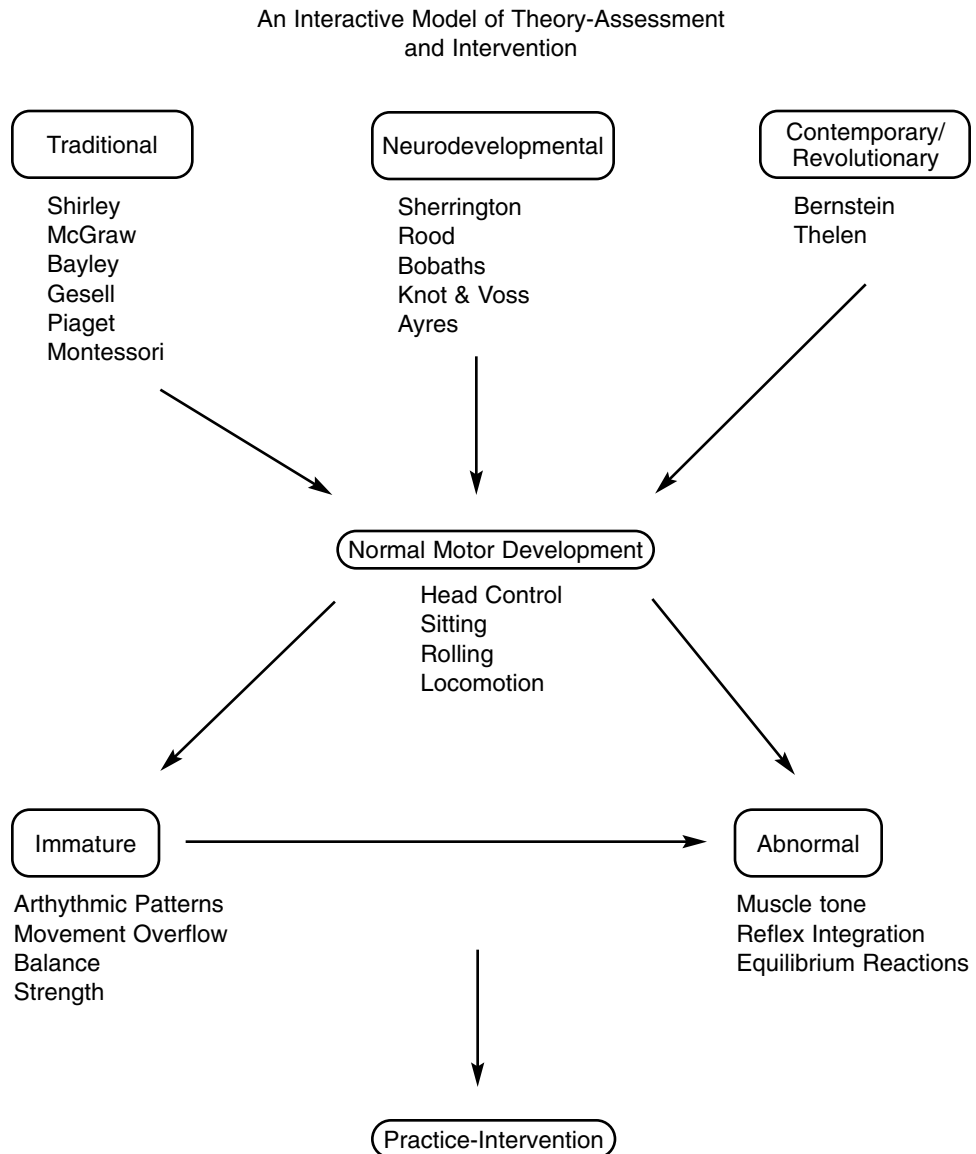 An Interactive Model of Theory-Assessment
and Intervention
Traditional
Shirley
McGraw
Bayley
Gesell
Piaget
Montessori
Neurodevelopmental
Sherrington
Rood
Bobaths
Knot & Voss
Ayres
Contemporary/
Revolutionary
Bernstein
Thelen
Normal Motor Development
Head Control
Sitting
Rolling
Locomotion
Immature
Arthythmic Patterns
Movement Overflow
Balance
Strength
Abnormal
Muscle tone
Reflex Integration
Equilibrium Reactions
Practice-Intervention